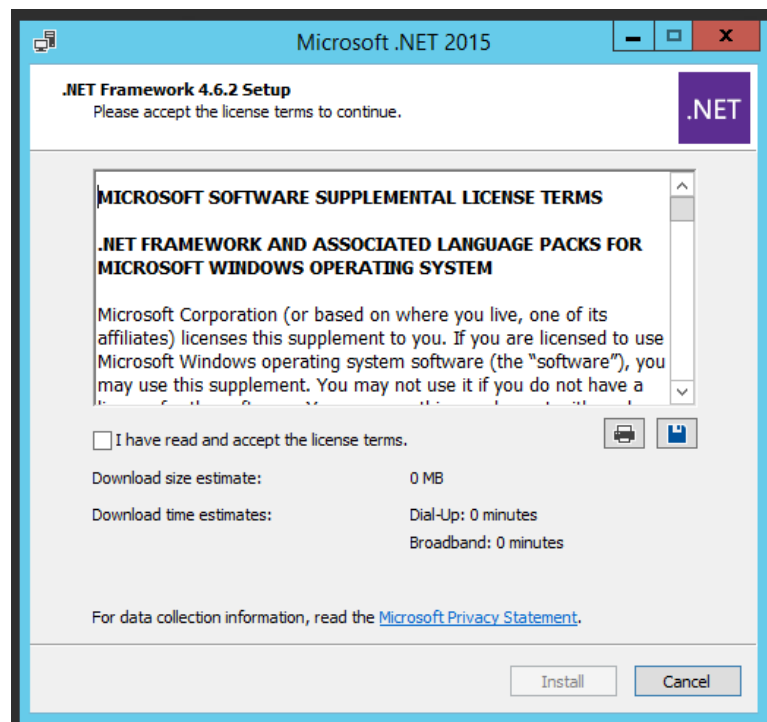 Microsoft .NET 2015
.NET Framework 4.6.2 Setup
Please accept the license terms to continue.
.NET
MICROSOFT SOFTWARE SUPPLEMENTAL LICENSE TERMS
.NET FRAMEWORK AND ASSOCIATED LANGUAGE PACKS FOR
MICROSOFT WINDOWS OPERATING SYSTEM
Microsoft Corporation (or based on where you live, one of its
affiliates) licenses this supplement to you. If you are licensed to use
Microsoft Windows operating system software (the “software”), you
may use this supplement. You may not use it if you do not have a
I have read and accept the license terms.
Download size estimate: 0 MB
Download time estimates: Dial-Up: 0 minutes
Broadband: 0 minutes
For data collection information, read the Microsoft Privacy Statement.
Install Cancel